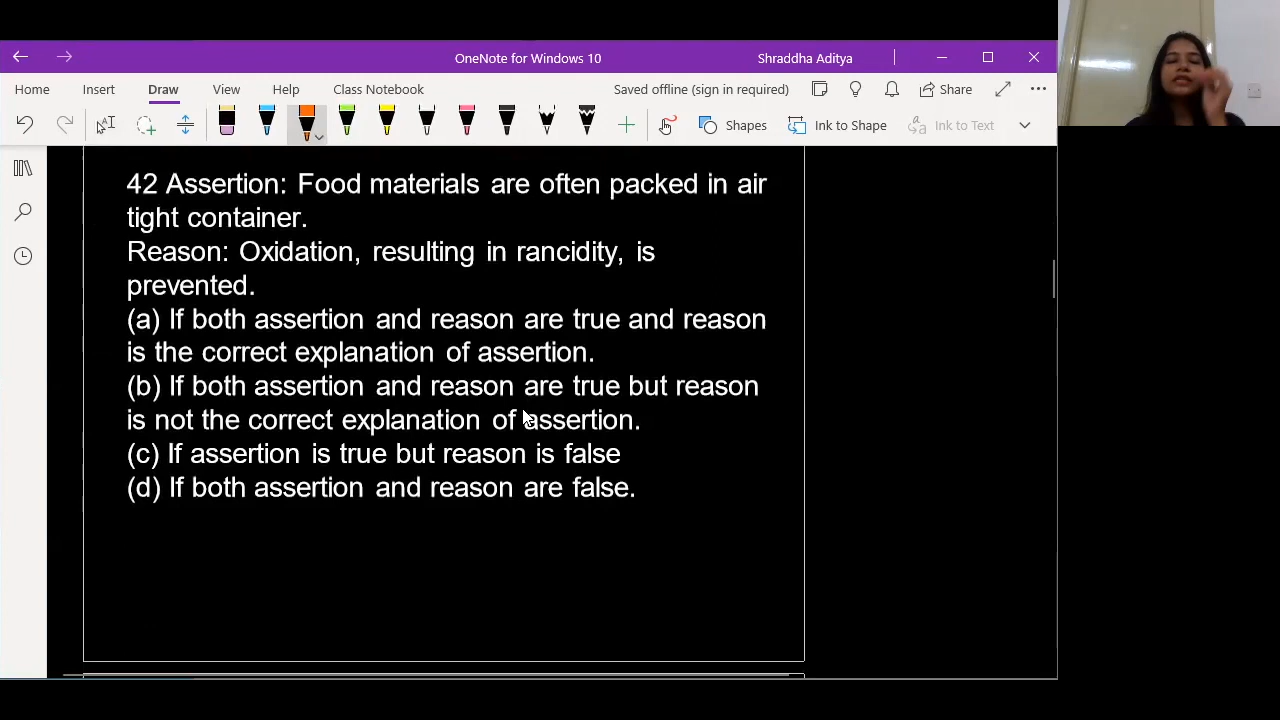 OneNote for Windows 10
Shraddha Aditya
Home Insert Draw View Help Class Notebook
Saved offline (sign in required)
Share
Shapes
Ink to Shape
Ink to Text
42 Assertion: Food materials are often packed in air
tight container.
Reason: Oxidation, resulting in rancidity, is
prevented.
(a) If both assertion and reason are true and reason
is the correct explanation of assertion.
(b) If both assertion and reason are true but reason
is not the correct explanation of assertion.
(c) If assertion is true but reason is false
(d) If both assertion and reason are false.